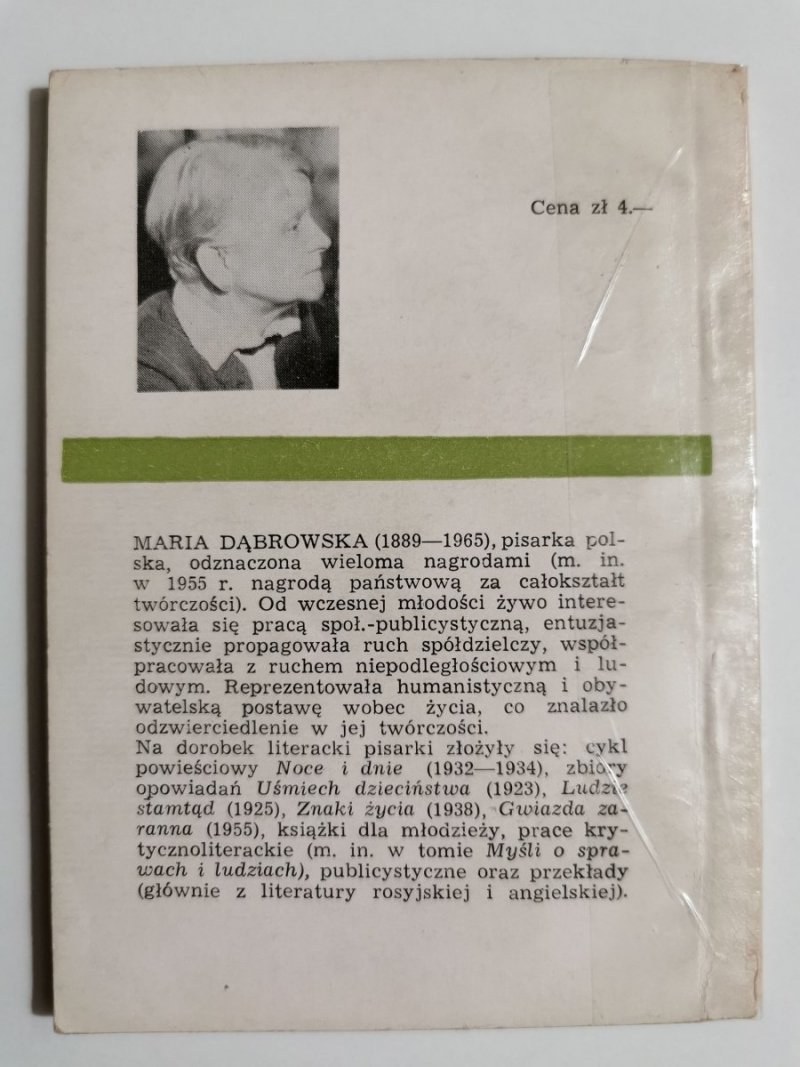 Cena zł 4.—
MARIA DĄBROWSKA (1889—1965), pisarka pol-
ska, odznaczona wieloma nagrodami (m. in.
w 1955 r. nagrodą państwową za całokształt
twórczości). Od wczesnej młodości żywo intere-
sowała się pracą społ.-publicystyczną, entuzja-
stycznie propagowała ruch spółdzielczy, współ-
pracowała z ruchem niepodległościowym i lu-
dowym. Reprezentowała humanistyczną i oby-
watelską postawę wobec życia, co znalazło
odzwierciedlenie w jej twórczości.
Na dorobek literacki pisarki złożyły się: cykl
powieściowy Noce i dnie (1932—1934), zbiory
opowiadań Uśmiech dzieciństwa (1923), Ludzie
stamtąd (1925), Znaki życia (1938), Gwiazda za-
ranna (1955), książki dla młodzieży, prace kry-
tycznoliterackie (m. in. w tomie Myśli o spra-
wach i ludziach), publicystyczne oraz przekłady
(głównie z literatury rosyjskiej i angielskiej).